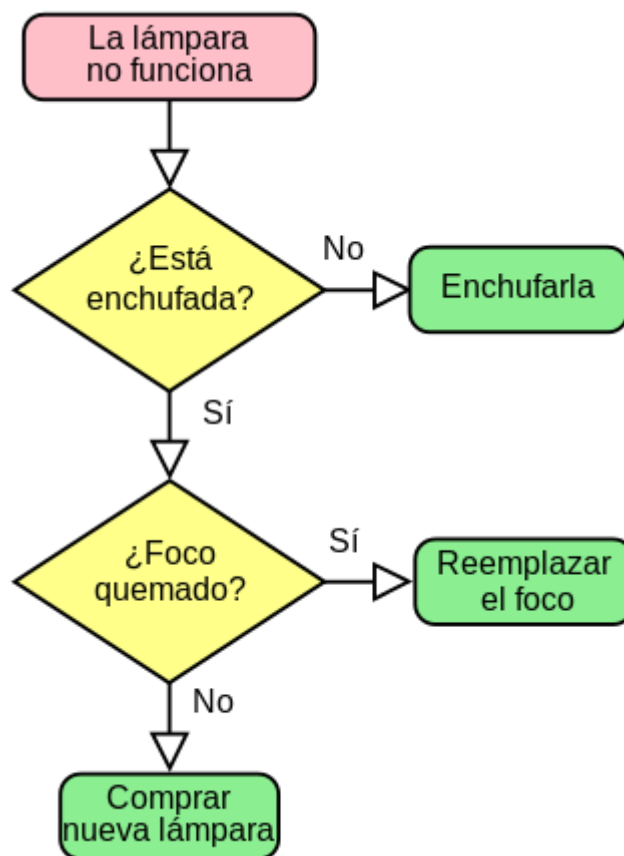 La lámpara
no funciona
¿Está
enchufada?
No
Enchufarla
Sí
¿Foco
quemado?
Sí
Reemplazar
el foco
No
Comprar
nueva lámpara